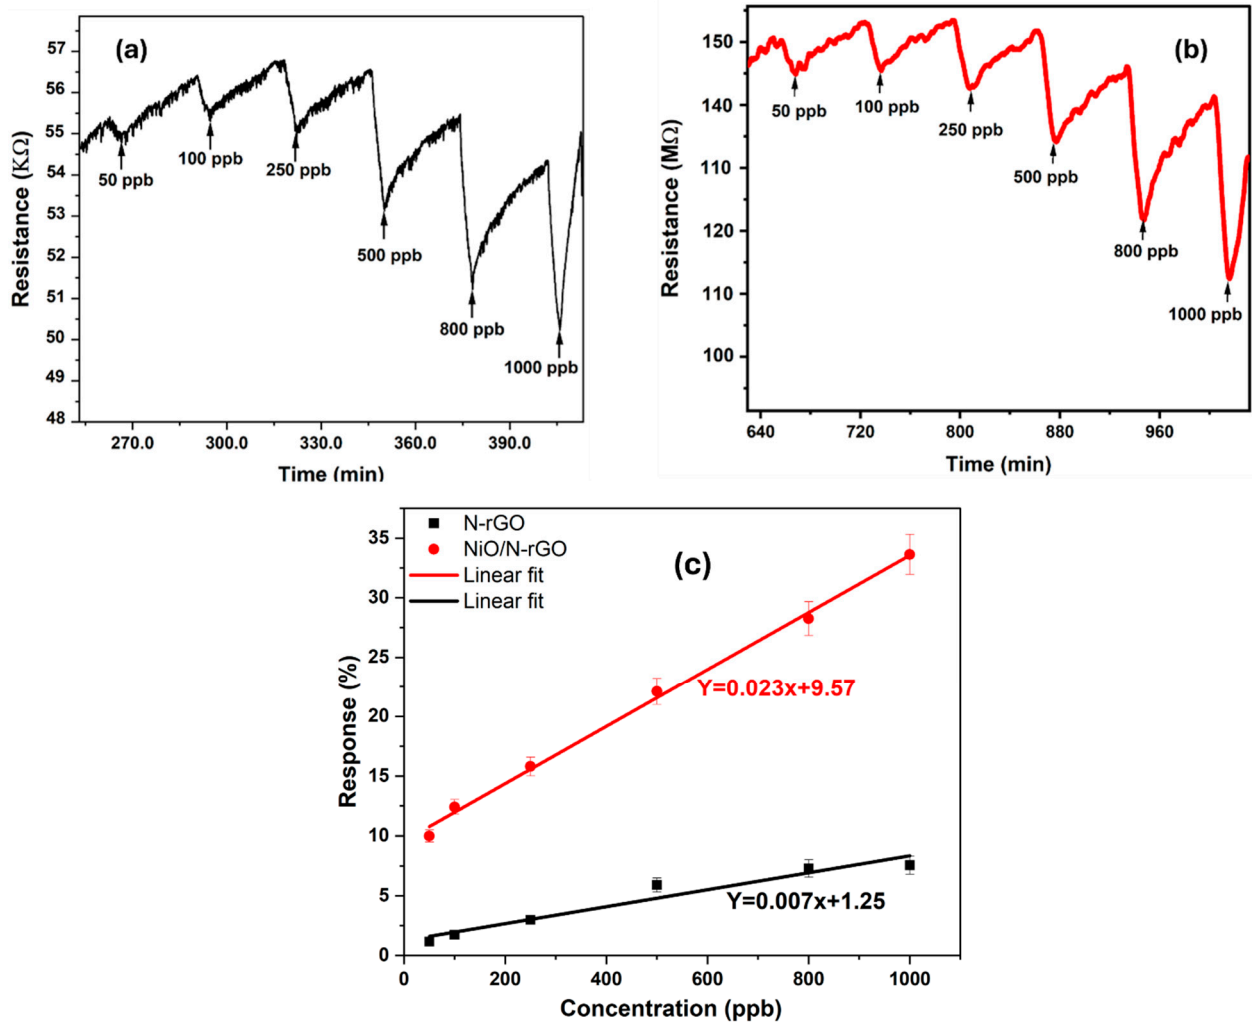 (a)
57
56
55
54
53
52
51
50
49
48
Resistance (KΩ)
50 ppb
100 ppb
250 ppb
500 ppb
800 ppb
1000 ppb
270.0
300.0
330.0
360.0
390.0
Time (min)
(b)
150
140
110
120
110
100
Resistance (MΩ)
50 ppb
100 ppb
250 ppb
500 ppb
800 ppb
1000 ppb
640
720
800
880
960
Time (min)
(c)
N-rGO
NiO/N-rGO
Linear fit
Linear fit
35
30
25
20
15
10
5
0
Response (%)
Y=0.023x+9.57
Y=0.007x+1.25
0
200
400
600
800
1000
Concentration (ppb)